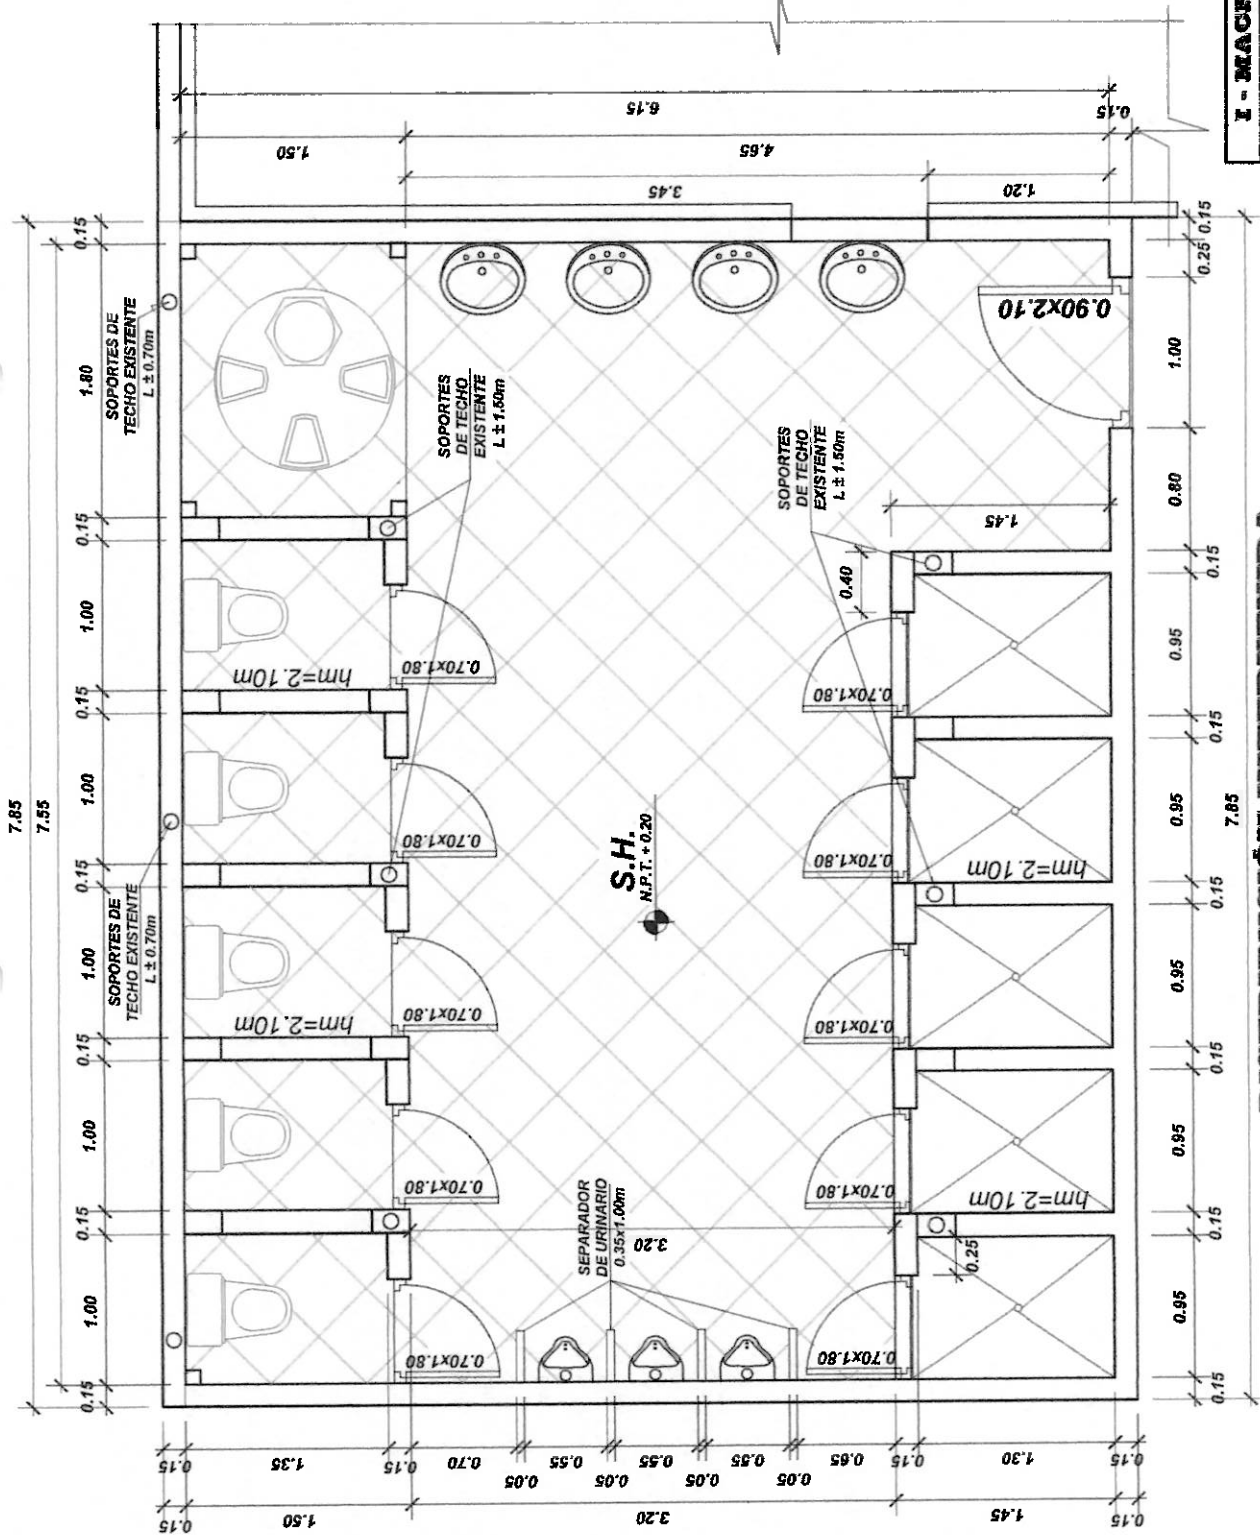 I - MACE
6.15
0.15
1.50
4.65
3.45
1.20
0.15
0.15
0.25
7.85
7.55
SOPORTES DE
TECHO EXISTENTE
L ± 0.70m
1.80
SOPORTES
DE TECHO
EXISTENTE
L ± 1.50m
0.90x2.10
1.00
SOPORTES
DE TECHO
EXISTENTE
L ± 1.50m
0.80
1.45
0.15
0.15
0.40
1.00
hm=2.10m
0.70x1.80
0.70x1.80
0.95
0.15
0.15
1.00
0.70x1.80
0.70x1.80
hm=2.10m
0.95
7.85
S.H.
N.P.T. + 0.20
0.15
0.15
SOPORTES DE
TECHO EXISTENTE
L ± 0.70m
1.00
hm=2.10m
0.70x1.80
0.70x1.80
0.95
0.15
0.15
1.00
0.70x1.80
0.70x1.80
hm=2.10m
0.95
SEPARADOR
DE URINARIO
0.35x1.00m
0.15
0.15
3.20
0.25
1.00
0.70x1.80
0.70x1.80
0.95
0.15
0.15
0.15
1.35
0.15
0.70
0.05
0.55
0.05
0.55
0.05
0.55
0.05
0.65
0.15
1.30
0.15
0.15
1.50
3.20
1.45
0.15